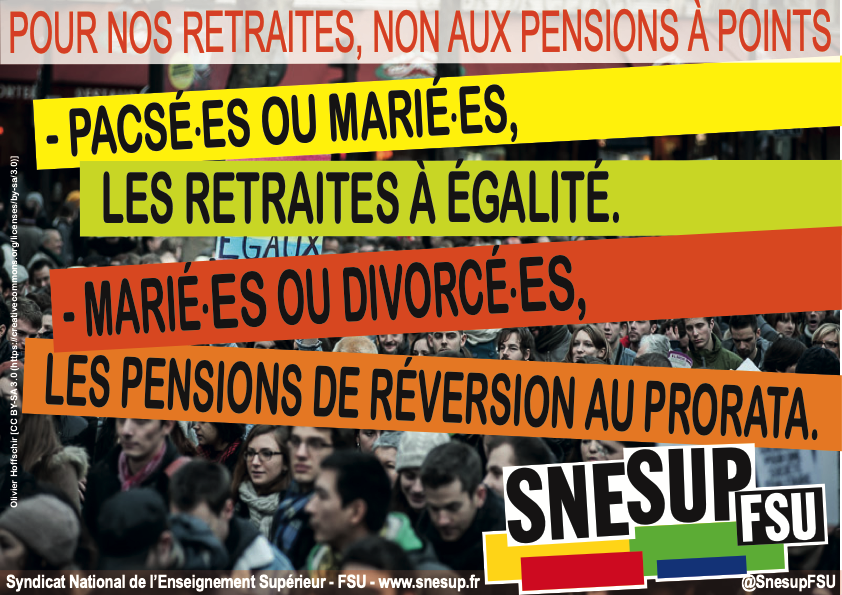 POUR NOS RETRAITES, NON AUX PENSIONS À POINTS
- PACSÉ·ES OU MARIÉ·ES,
LES RETRAITES À ÉGALITÉ.
EGAUX
- MARIÉ·ES OU DIVORCÉ·ES,
LES PENSIONS DE RÉVERSION AU PRORATA.
Olivier Hoffschir [CC BY-SA 3.0 (https://creativecommons.org/licenses/by-sa/3.0)]
SNESUP
FSU
Syndicat National de l'Enseignement Supérieur - FSU - www.snesup.fr
@SnesupFSU